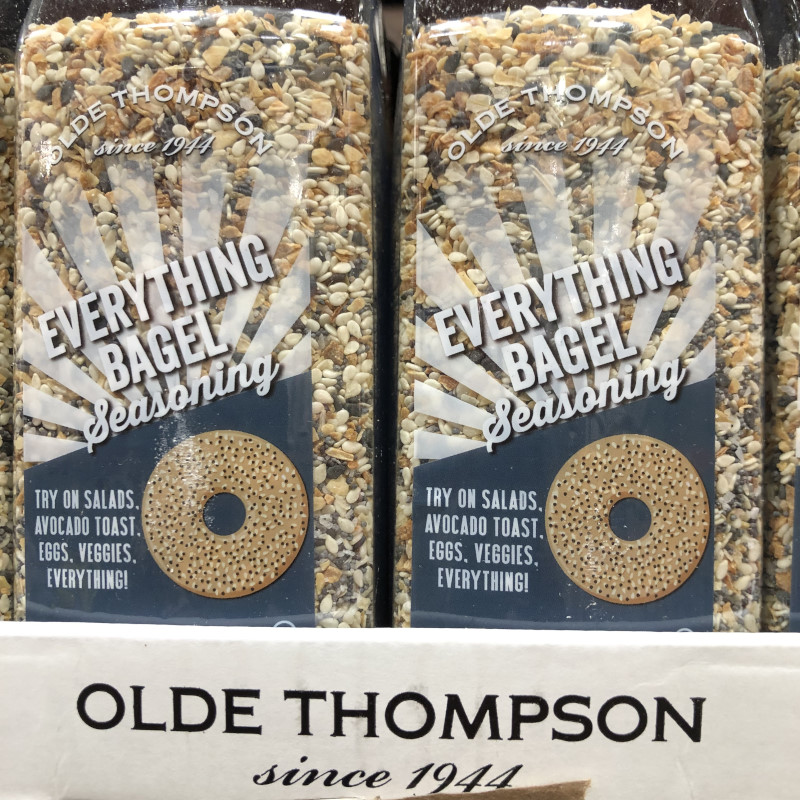 OLDE THOMPSON
since 1944
EVERYTHING
BAGEL
Seasoning
TRY ON SALADS,
AVOCADO TOAST,
EGGS, VEGGIES,
EVERYTHING!
OLDE THOMPSON
since 1944
EVERYTHING
BAGEL
Seasoning
TRY ON SALADS,
AVOCADO TOAST,
EGGS, VEGGIES,
EVERYTHING!
OLDE THOMPSON
since 1944